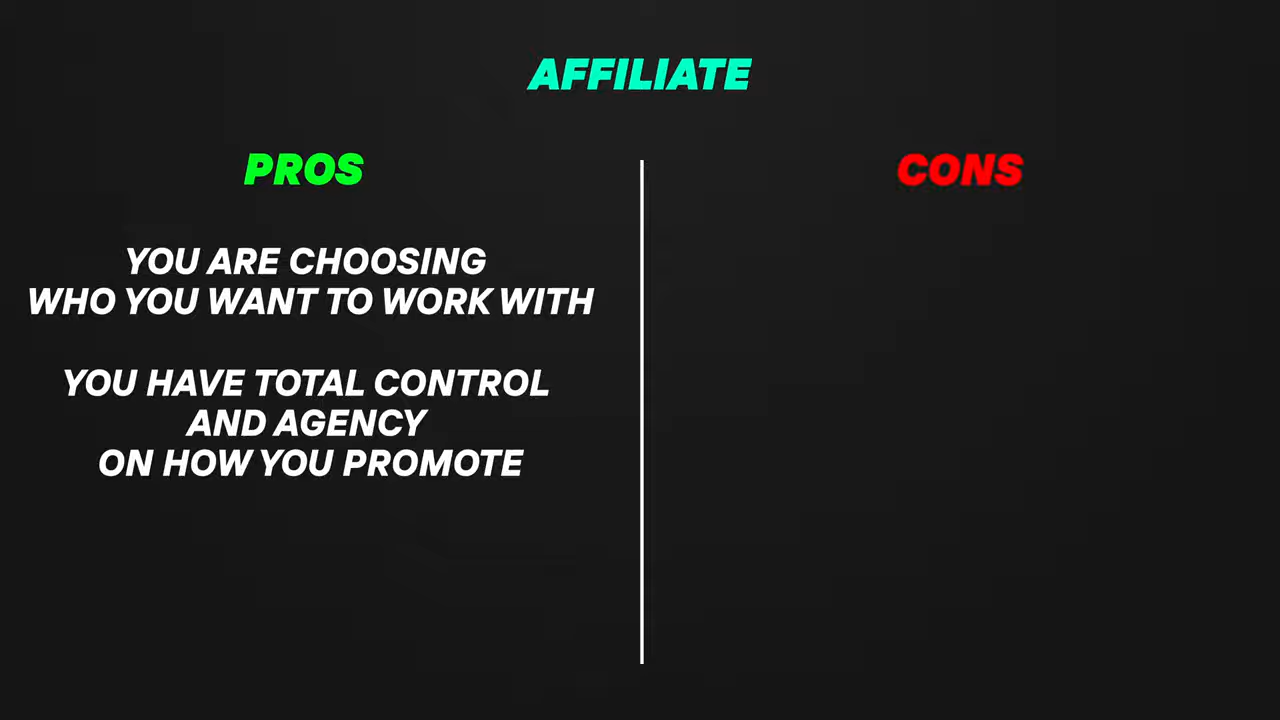 AFFILIATE
PROS
YOU ARE CHOOSING
WHO YOU WANT TO WORK WITH
YOU HAVE TOTAL CONTROL
AND AGENCY
ON HOW YOU PROMOTE
CONS